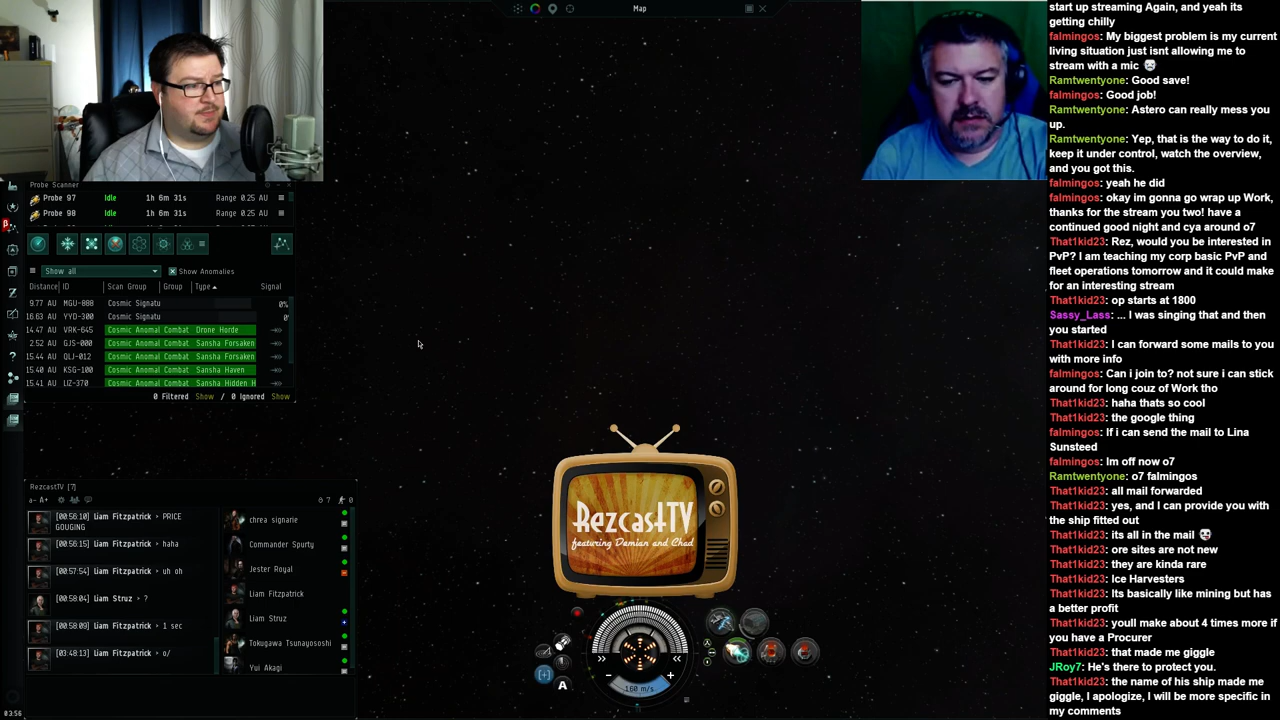 Map
Probe Scanner
Probe 97 Idle 1h 6m 31s Range 0.25 AU
Probe 98 Idle 1h 6m 31s Range 0.25 AU
Show all Show Anomalies
Distance ID Scan Group Group Type Signal
9.77 AU MGU-888 Cosmic Signatu 0%
16.63 AU YYD-300 Cosmic Signatu
14.47 AU VRK-645 Cosmic Anomal Combat Drone Horde
2.52 AU GJS-000 Cosmic Anomal Combat Sansha Forsaken
15.44 AU QLJ-012 Cosmic Anomal Combat Sansha Forsaken
15.40 AU KSG-100 Cosmic Anomal Combat Sansha Haven
15.41 AU LIZ-370 Cosmic Anomal Combat Sansha Hidden H
0 Filtered Show / 0 Ignored Show
RezcastTV [7]
a- A+ 7 0
[00:56:10] Liam Fitzpatrick > PRICE
GOUGING
[00:56:15] Liam Fitzpatrick > haha
[00:57:54] Liam Fitzpatrick > uh oh
[00:58:04] Liam Struz > ?
[00:58:09] Liam Fitzpatrick > 1 sec
[03:48:13] Liam Fitzpatrick > o/
chrea signarie
Commander Spurty
Jester Royal
Liam Fitzpatrick
Liam Struz
Tokugawa Tsunayososhi
Yui Akagi
03:56
RezcastTV
featuring Demian and Chad
A
160 m/s
start up streaming Again, and yeah its
getting chilly
falmingos: My biggest problem is my current
living situation just isnt allowing me to
stream with a mic
Ramtwentyone: Good save!
falmingos: Good job!
Ramtwentyone: Astero can really mess you
up.
Ramtwentyone: Yep, that is the way to do it,
keep it under control, watch the overview,
and you got this.
falmingos: yeah he did
falmingos: okay im gonna go wrap up Work,
thanks for the stream you two! have a
continued good night and cya around o7
That1kid23: Rez, would you be interested in
PvP? I am teaching my corp basic PvP and
fleet operations tomorrow and it could make
for an interesting stream
That1kid23: op starts at 1800
Sassy_Lass: ... I was singing that and then
you started
That1kid23: I can forward some mails to you
with more info
falmingos: Can i join to? not sure i can stick
around for long couz of Work tho
That1kid23: haha thats so cool
That1kid23: the google thing
falmingos: If i can send the mail to Lina
Sunsteed
falmingos: Im off now o7
Ramtwentyone: o7 falmingos
That1kid23: all mail forwarded
That1kid23: yes, and I can provide you with
the ship fitted out
That1kid23: its all in the mail
That1kid23: ore sites are not new
That1kid23: they are kinda rare
That1kid23: Ice Harvesters
That1kid23: Its basically like mining but has
a better profit
That1kid23: youll make about 4 times more if
you have a Procurer
That1kid23: that made me giggle
JRoy7: He's there to protect you.
That1kid23: the name of his ship made me
giggle, I apologize, I will be more specific in
my comments